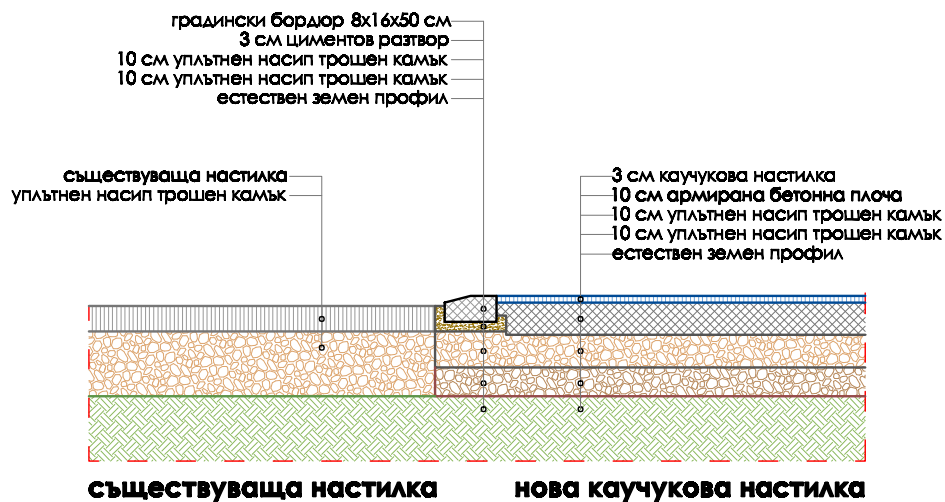 градински бордюр 8х16х50 см
3 см циментов разтвор
10 см уплътнен насип трошен камък
10 см уплътнен насип трошен камък
естествен земен профил
съществуваща настилка
уплътнен насип трошен камък
3 см каучукова настилка
10 см армирана бетонна плоча
10 см уплътнен насип трошен камък
10 см уплътнен насип трошен камък
естествен земен профил
съществуваща настилка
нова каучукова настилка